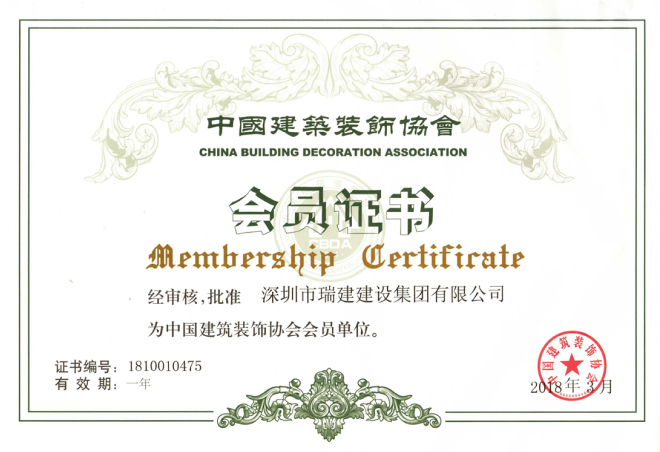 中國建築装飾協會
CHINA BUILDING DECORATION ASSOCIATION
会员证书
CBDA
Membership Certificate
经审核,批准 深圳市瑞建建设集团有限公司
为中国建筑装饰协会会员单位。
证书编号: 1810010475
有 效 期: 一年
中国建筑装饰协会
2018年 3 月